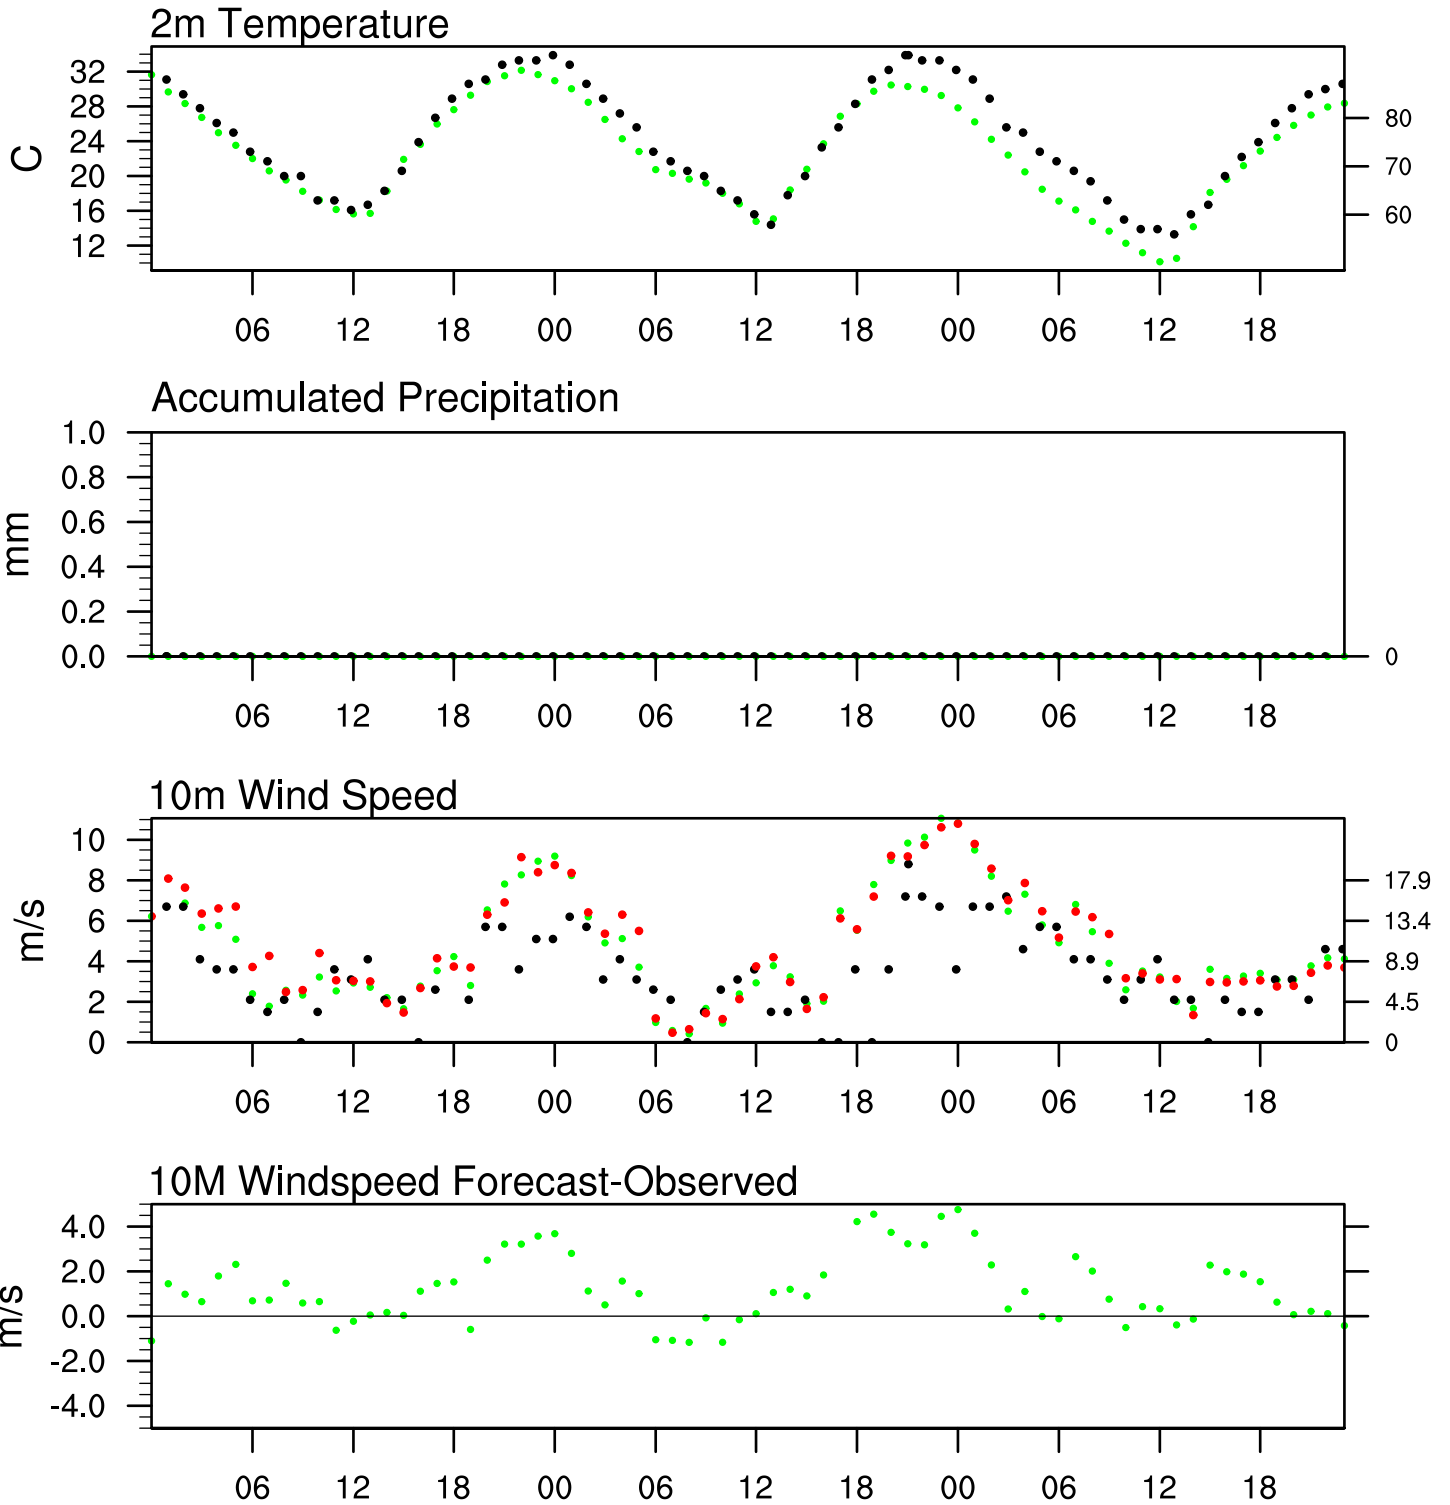 2m Temperature
32
28
24
20
16
12
C
80
70
60
06 12 18 00 06 12 18 00 06 12 18
Accumulated Precipitation
1.0
0.8
0.6
0.4
0.2
0.0
mm
0
06 12 18 00 06 12 18 00 06 12 18
10m Wind Speed
10
8
6
4
2
0
m/s
17.9
13.4
8.9
4.5
0
06 12 18 00 06 12 18 00 06 12 18
10M Windspeed Forecast-Observed
4.0
2.0
0.0
-2.0
-4.0
m/s
06 12 18 00 06 12 18 00 06 12 18